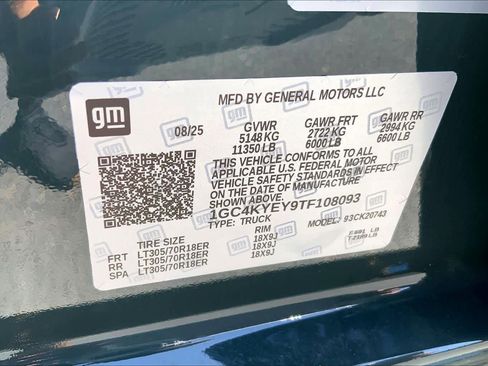 gm
MFD BY GENERAL MOTORS LLC
08/25
GVWR GAWR FRT GAWR RR
5148 KG 2722 KG 2994 KG
11350 LB 6000 LB 6600 LB
THIS VEHICLE CONFORMS TO ALL
APPLICABLE U.S. FEDERAL MOTOR
VEHICLE SAFETY STANDARDS IN EFFECT
ON THE DATE OF MANUFACTURE SHOWN ABOVE.
1GC4KYEY9TF108093
TYPE: TRUCK MODEL: 93CK20743
TIRE SIZE RIM
FRT LT305/70R18ER 18X9J
RR LT305/70R18ER 18X9J
SPA LT305/70R18ER 18X9J